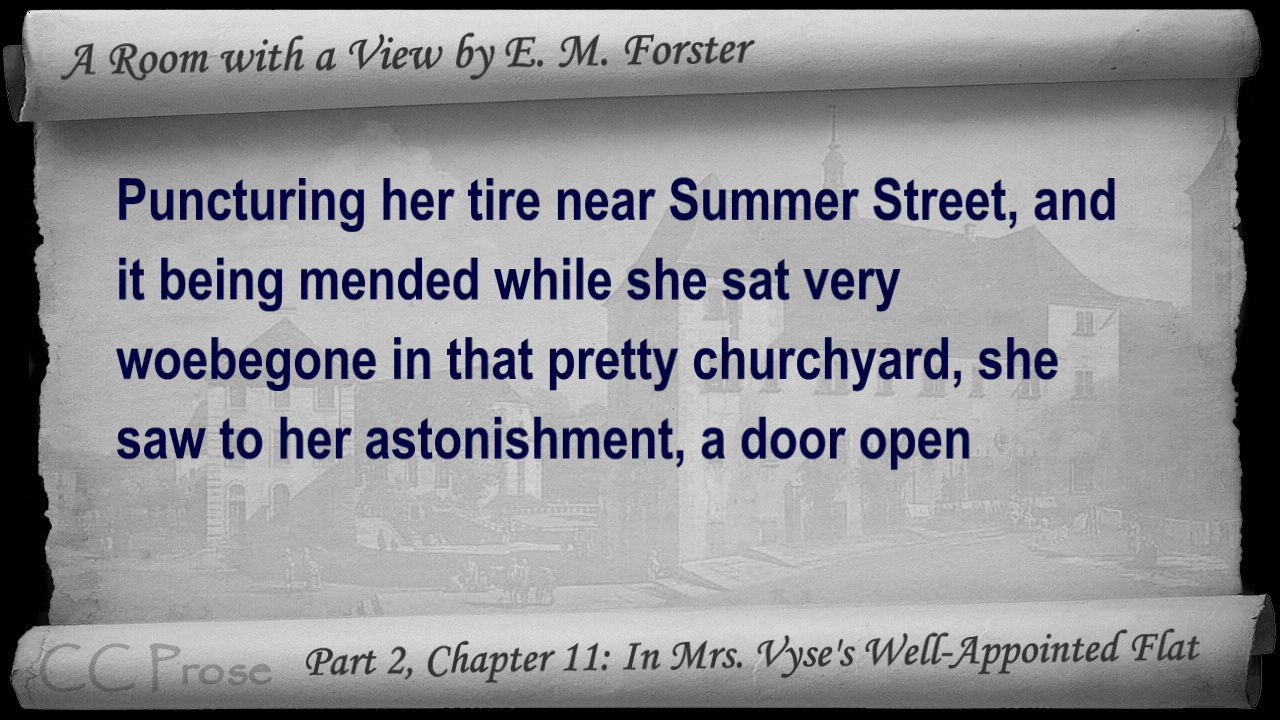 A Room with a View by E. M. Forster
Puncturing her tire near Summer Street, and
it being mended while she sat very
woebegone in that pretty churchyard, she
saw to her astonishment, a door open
CC Prose
Part 2, Chapter 11: In Mrs. Vyse's Well-Appointed Flat